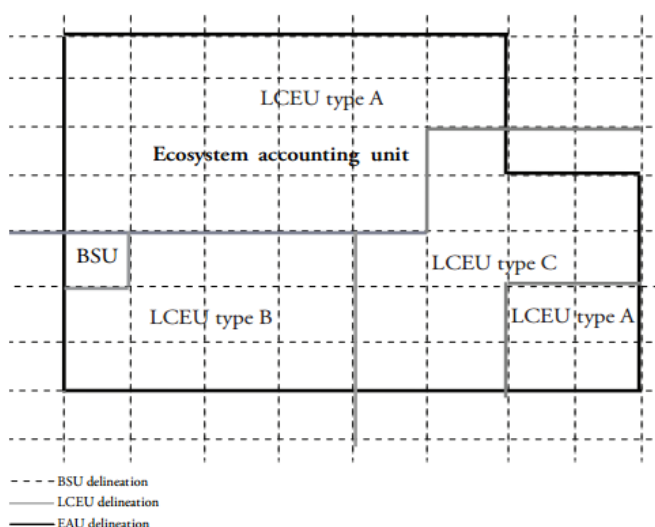 LCEU type A
Ecosystem accounting unit
BSU
LCEU type C
LCEU type B
LCEU type A
BSU delineation
LCEU delineation
EAU delineation